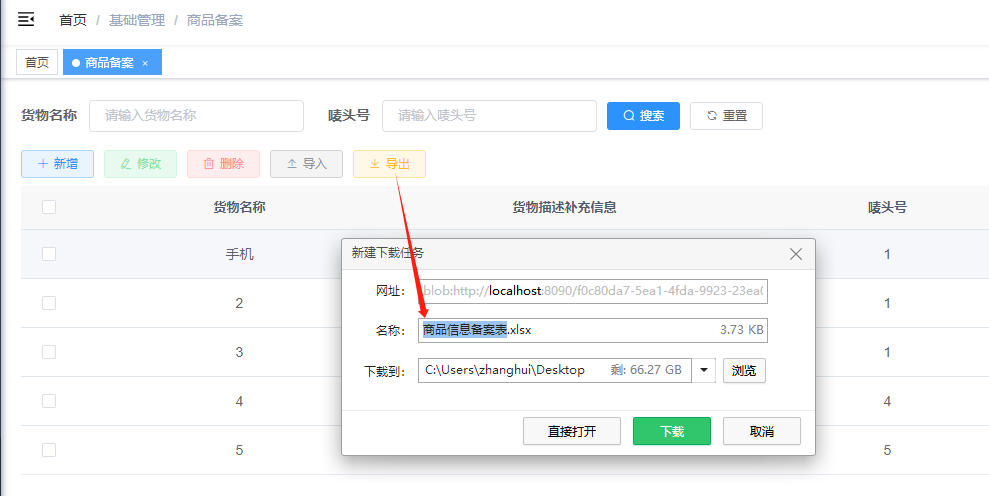 首页 / 基础管理 / 商品备案
首页 商品备案 ×
货物名称 请输入货物名称 唛头号 请输入唛头号 搜索 重置
新增 修改 删除 导入 导出
货物名称 货物描述补充信息 唛头号
手机 1
2 1
3 1
4 4
5 5
新建下载任务
网址： blob:http://localhost:8090/f0c80da7-5ea1-4fda-9923-23ea0
名称： 商品信息备案表.xlsx 3.73 KB
下载到： C:\Users\zhanghui\Desktop 剩: 66.27 GB 浏览
直接打开 下载 取消